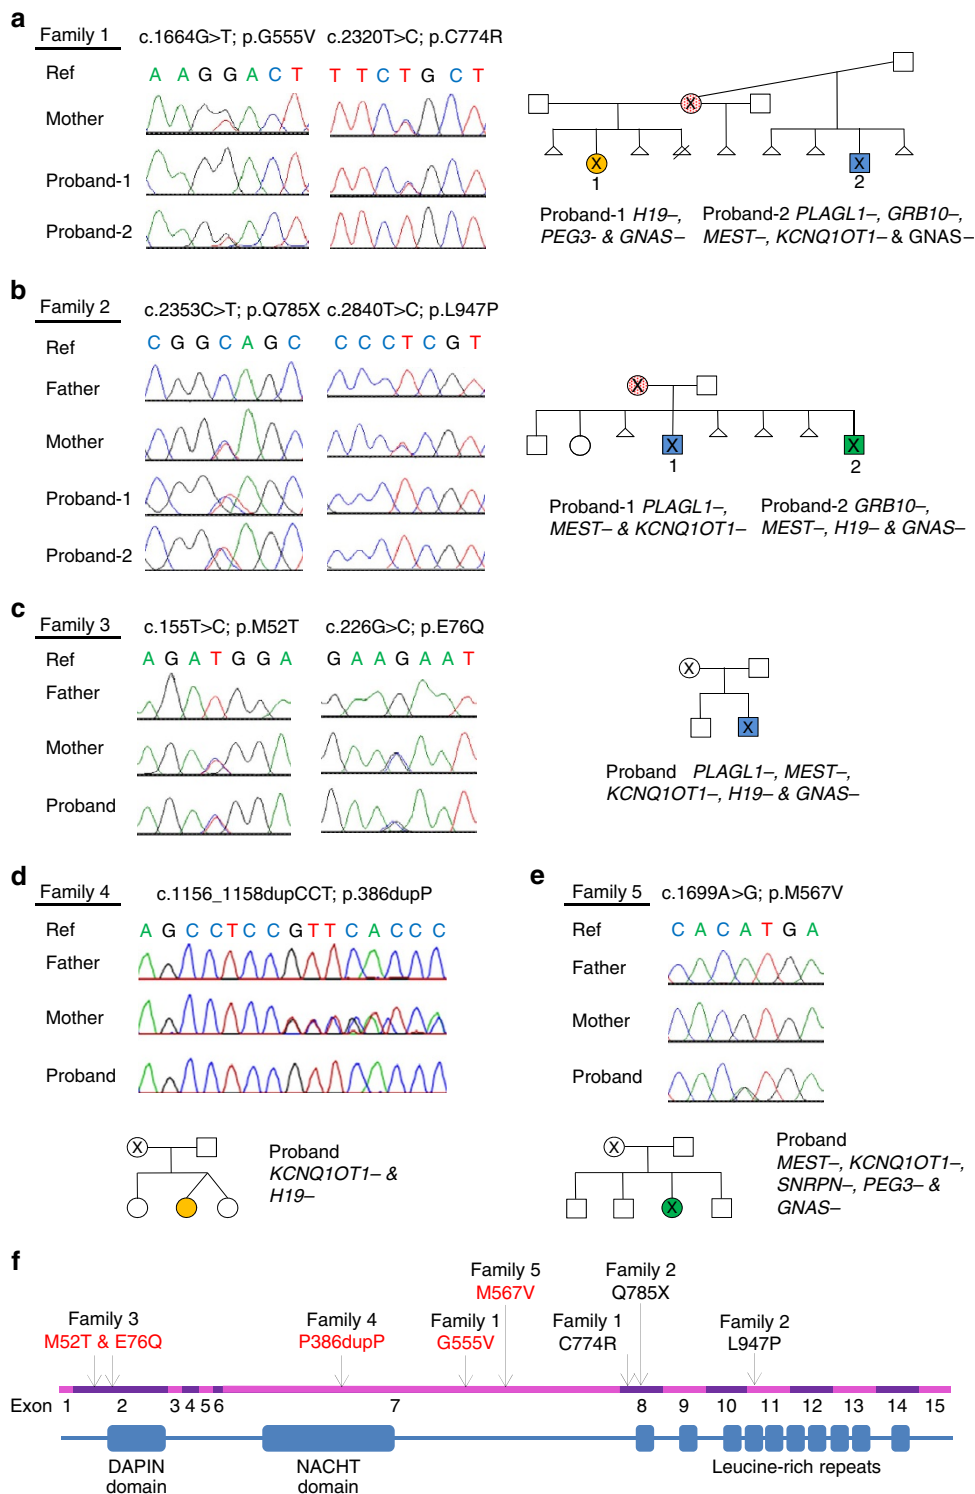 a
Family 1 c.1664G>T; p.G555V c.2320T>C; p.C774R
Ref A A G G A C T T T C T G C T
Mother
Proband-1
Proband-2
X
X
1
X
2
Proband-1 H19–,
PEG3- & GNAS–
Proband-2 PLAGL1–, GRB10–,
MEST–, KCNQ1OT1– & GNAS–
b
Family 2 c.2353C>T; p.Q785X c.2840T>C; p.L947P
Ref C G G C A G C C C C T C G T
Father
Mother
Proband-1
Proband-2
X
X
1
X
2
Proband-1 PLAGL1–,
MEST– & KCNQ1OT1–
Proband-2 GRB10–,
MEST–, H19– & GNAS–
c
Family 3 c.155T>C; p.M52T c.226G>C; p.E76Q
Ref A G A T G G A G A A G A A T
Father
Mother
Proband
X
X
Proband PLAGL1–, MEST–,
KCNQ1OT1–, H19– & GNAS–
d
Family 4 c.1156_1158dupCCT; p.386dupP
Ref A G C C T C C G T T C A C C C
Father
Mother
Proband
X
Proband
KCNQ1OT1– &
H19–
e
Family 5 c.1699A>G; p.M567V
Ref C A C A T G A
Father
Mother
Proband
X
X
Proband
MEST–, KCNQ1OT1–,
SNRPN–, PEG3– &
GNAS–
f
Family 3
M52T & E76Q
Family 4
P386dupP
Family 1
G555V
Family 5
M567V
Family 1
C774R
Family 2
Q785X
Family 2
L947P
Exon 1 2 3 4 5 6 7 8 9 10 11 12 13 14 15
DAPIN
domain
NACHT
domain
Leucine-rich repeats